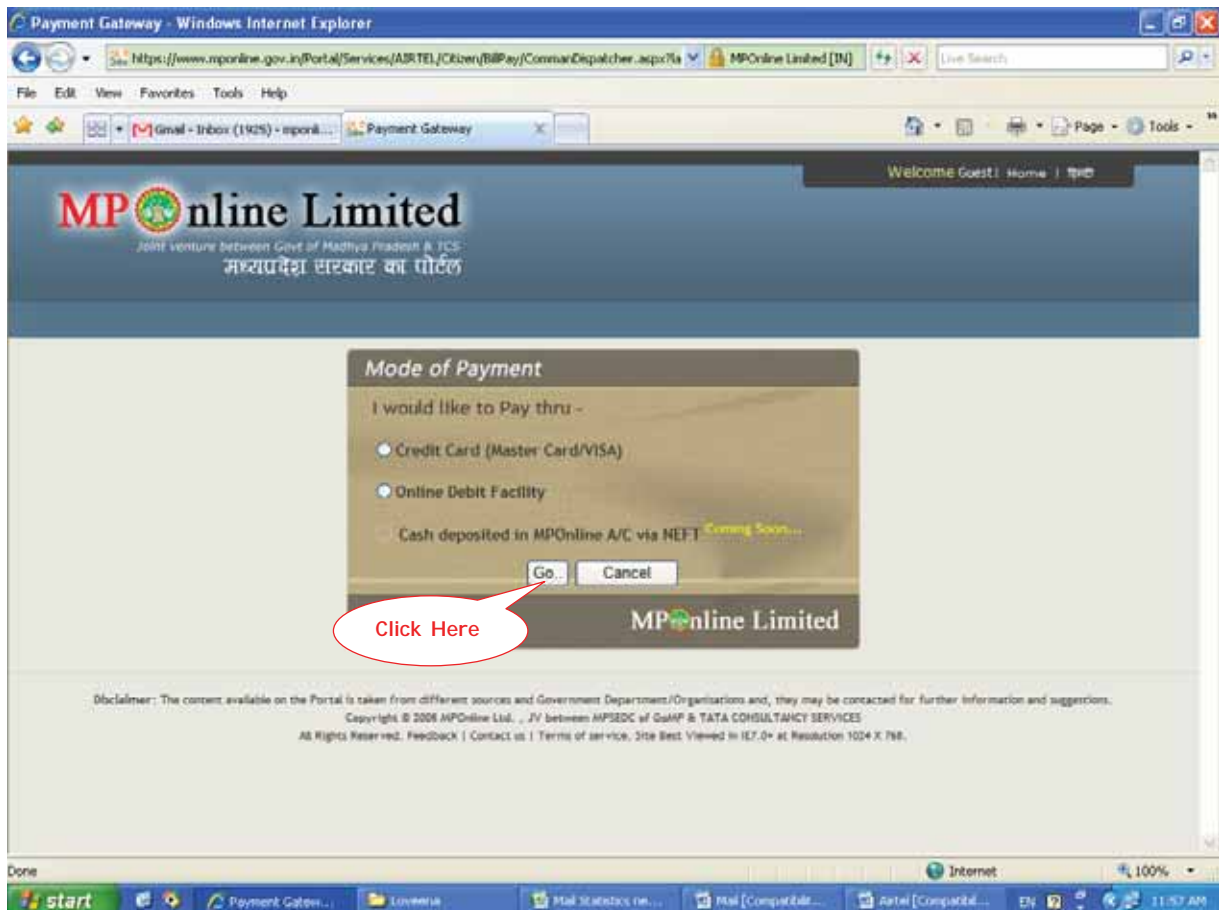 Payment Gateway - Windows Internet Explorer
https://www.mponline.gov.in/Portal/Services/AIRTEL/Citizen/BillPay/CommanDispatcher.aspx?la
MPOnline Limited [IN]
Live Search
File Edit View Favorites Tools Help
Gmail - Inbox (1925) - mponli...
Payment Gateway
Page
Tools
Welcome Guest! Home | हिन्दी
MPOnline Limited
Joint venture between Govt of Madhya Pradesh & TCS
मध्यप्रदेश सरकार का पोर्टल
Mode of Payment
I would like to Pay thru -
Credit Card (Master Card/VISA)
Online Debit Facility
Cash deposited in MPOnline A/C via NEFT Coming Soon...
Go..
Cancel
Click Here
MPOnline Limited
Disclaimer: The content available on the Portal is taken from different sources and Government Department/Organisations and, they may be contacted for further information and suggestions.
Copyright © 2008 MPOnline Ltd. , JV between MPSEDC of GoMP & TATA CONSULTANCY SERVICES
All Rights Reserved. Feedback | Contact us | Terms of service. Site Best Viewed in IE7.0+ at Resolution 1024 X 768.
Done
Internet
100%
start
Payment Gatew...
Loveena
Mail Statistics ne...
Mail [Compatibilit...
Airtel [Compatibil...
EN
11:57 AM